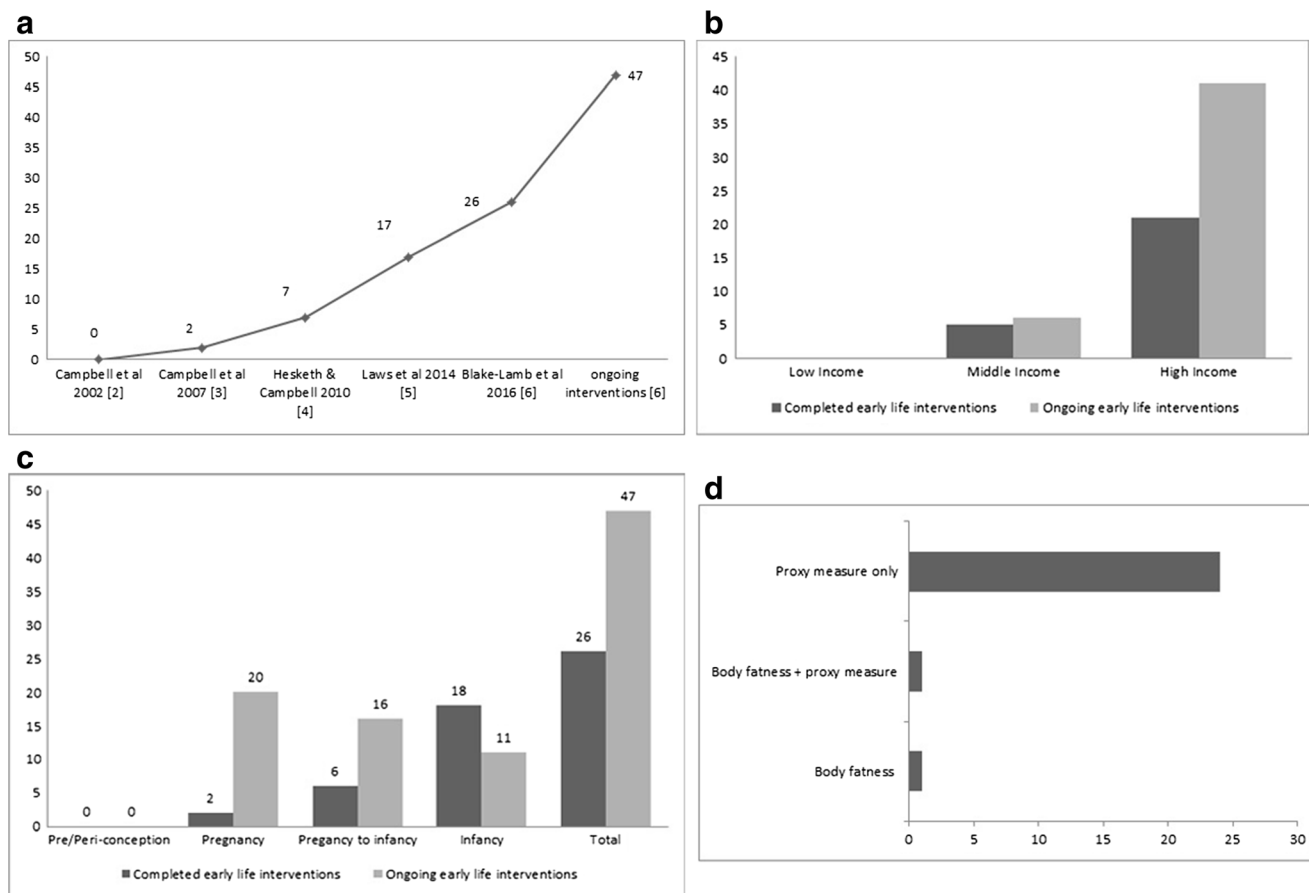 a
50
45
40
35
30
25
20
15
10
5
0
0
2
7
17
26
47
Campbell et al
2002 [2]
Campbell et al
2007 [3]
Hesketh &
Campbell 2010
[4]
Laws et al 2014
[5]
Blake-Lamb et al
2016 [6]
ongoing
interventions [6]
b
45
40
35
30
25
20
15
10
5
0
Low Income
Middle Income
High Income
Completed early life interventions
Ongoing early life interventions
c
50
45
40
35
30
25
20
15
10
5
0
0
0
2
20
6
16
18
11
26
47
Pre/Peri-conception
Pregnancy
Pregancy to infancy
Infancy
Total
Completed early life interventions
Ongoing early life interventions
d
Proxy measure only
Body fatness + proxy measure
Body fatness
0
5
10
15
20
25
30